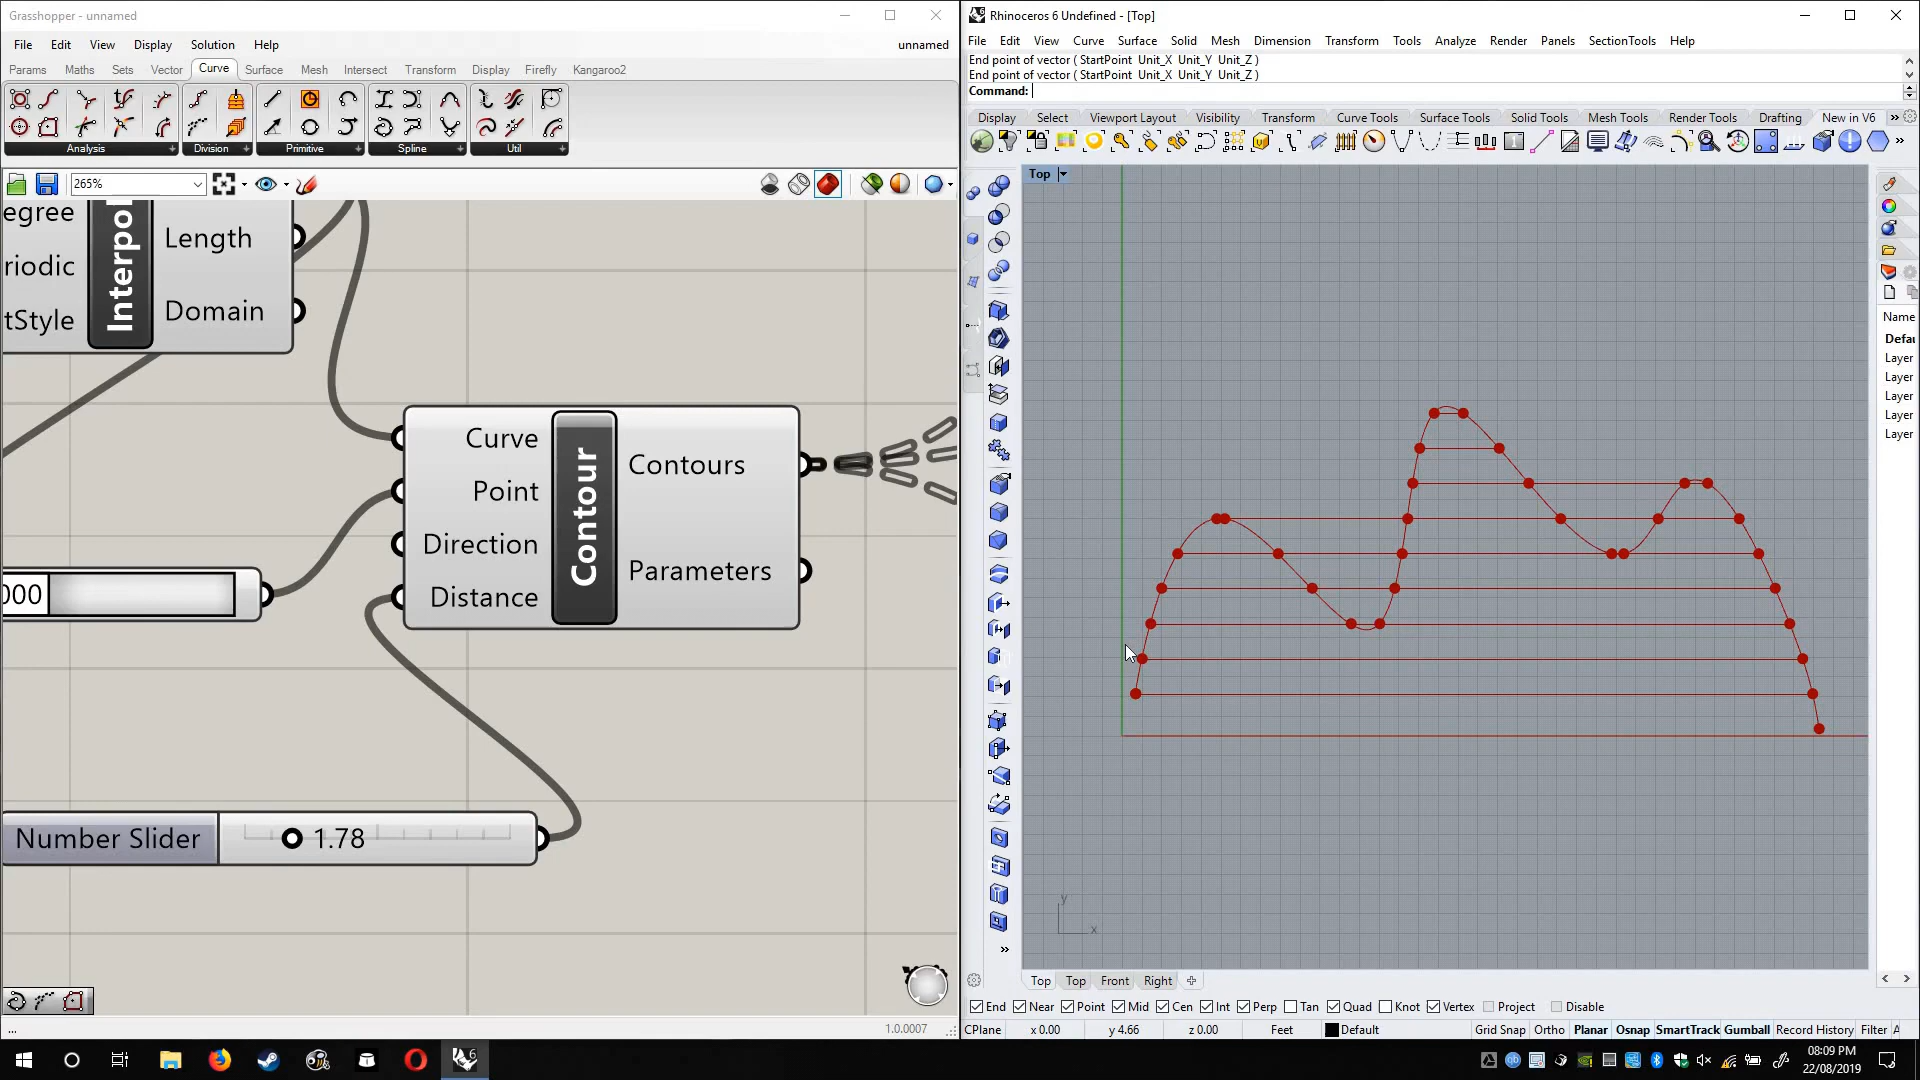 Grasshopper - unnamed
File Edit View Display Solution Help unnamed
Params Maths Sets Vector Curve Surface Mesh Intersect Transform Display Firefly Kangaroo2
Analysis Division Primitive Spline Util
265%
egree
riodic
tStyle
Interpol
Length
Domain
Curve
Point
Direction
Distance
Contour
Contours
Parameters
000
Number Slider 1.78
...
1.0.0007
Rhinoceros 6 Undefined - [Top]
File Edit View Curve Surface Solid Mesh Dimension Transform Tools Analyze Render Panels SectionTools Help
End point of vector ( StartPoint Unit_X Unit_Y Unit_Z )
End point of vector ( StartPoint Unit_X Unit_Y Unit_Z )
Command:
Display Select Viewport Layout Visibility Transform Curve Tools Surface Tools Solid Tools Mesh Tools Render Tools Drafting New in V6 »
Top
Name
Defau
Layer
Layer
Layer
Layer
Layer
y
x
Top Top Front Right
End Near Point Mid Cen Int Perp Tan Quad Knot Vertex Project Disable
CPlane x 0.00 y 4.66 z 0.00 Feet Default Grid Snap Ortho Planar Osnap SmartTrack Gumball Record History Filter A
08:09 PM
22/08/2019